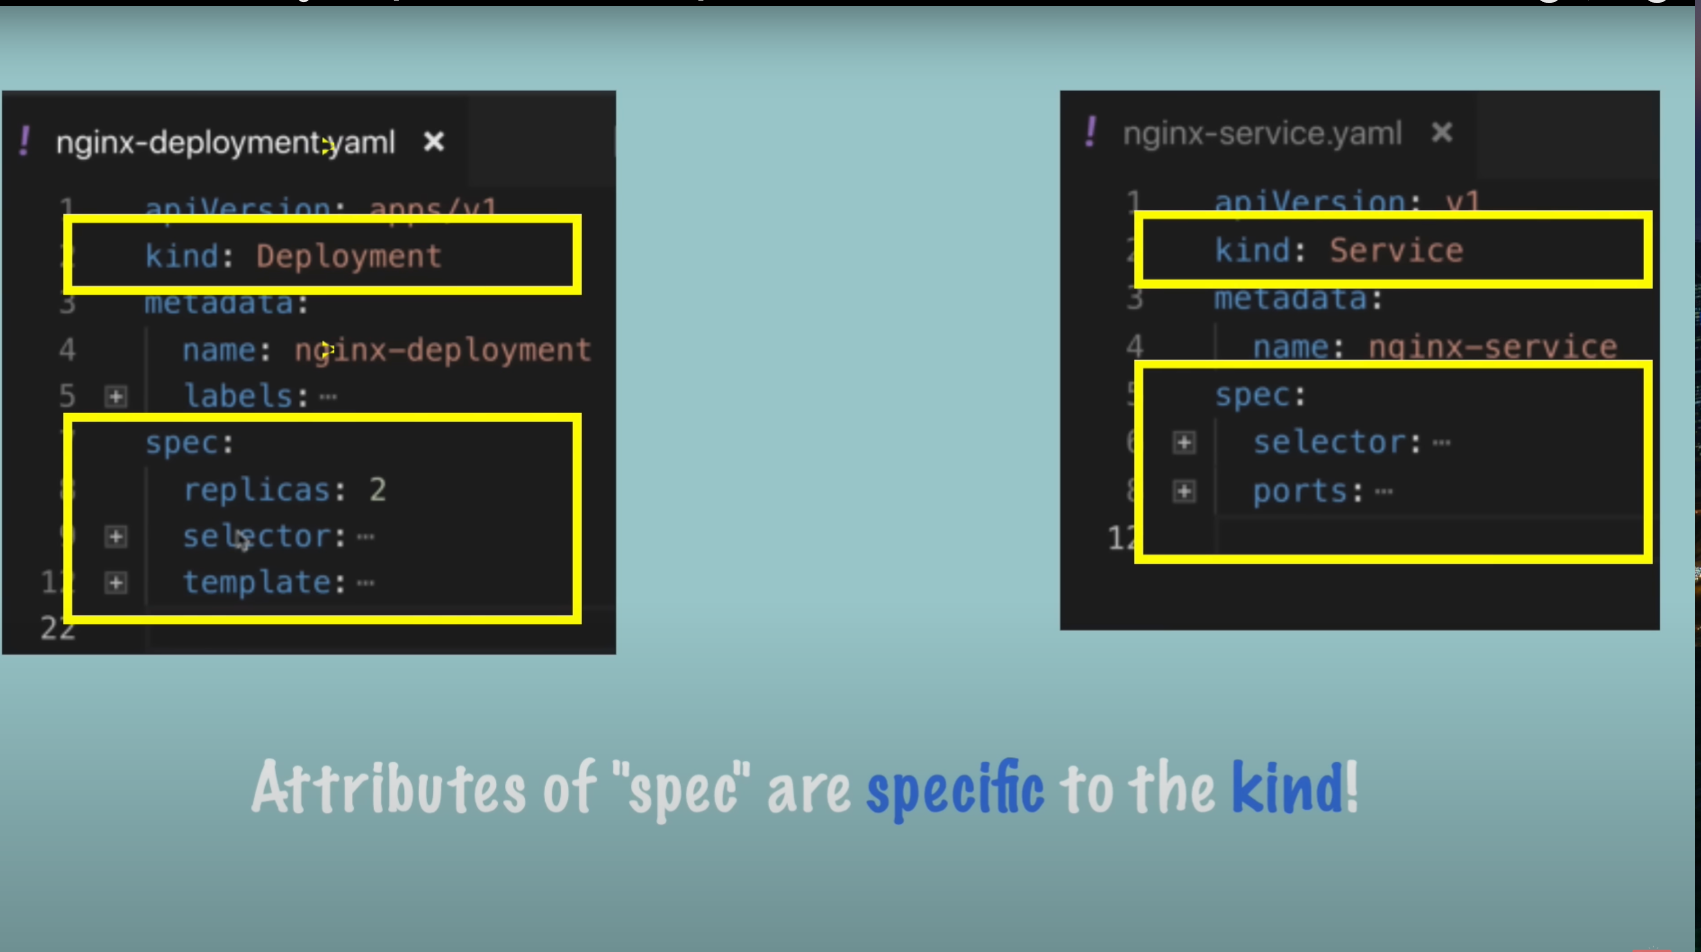 nginx-deployment.yaml ×
1 apiVersion: apps/v1
2 kind: Deployment
3 metadata:
4 name: nginx-deployment
5 labels:…
7 spec:
8 replicas: 2
9 selector:…
12 template:…
22
nginx-service.yaml ×
1 apiVersion: v1
2 kind: Service
3 metadata:
4 name: nginx-service
5 spec:
6 selector:…
8 ports:…
12
Attributes of "spec" are specific to the kind!